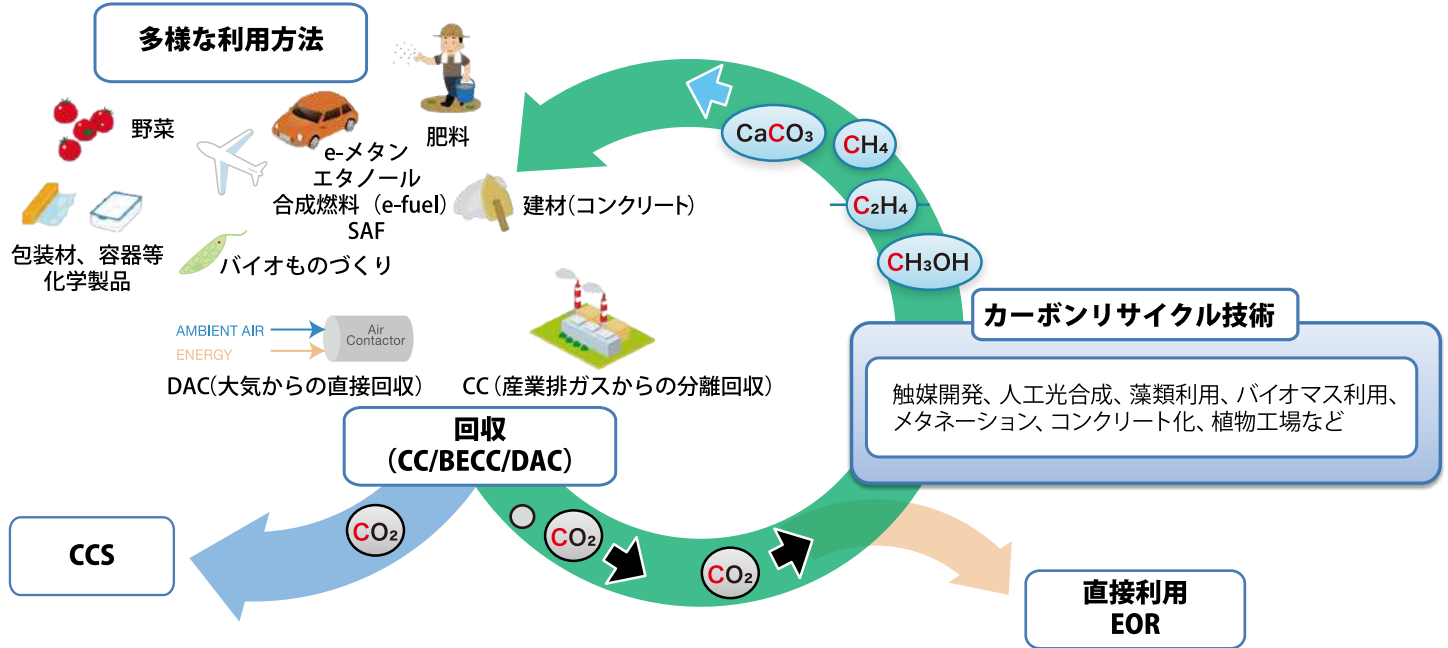 多様な利用方法
野菜
肥料
e-メタン
エタノール
合成燃料（e-fuel）
SAF
建材(コンクリート)
包装材、容器等
化学製品
バイオものづくり
CaCO₃
CH₄
C₂H₄
CH₃OH
カーボンリサイクル技術
触媒開発、人工光合成、藻類利用、バイオマス利用、
メタネーション、コンクリート化、植物工場など
AMBIENT AIR
ENERGY
Air
Contactor
DAC(大気からの直接回収)
CC（産業排ガスからの分離回収）
回収
（CC/BECC/DAC）
CO₂
CO₂
CO₂
CCS
直接利用
EOR